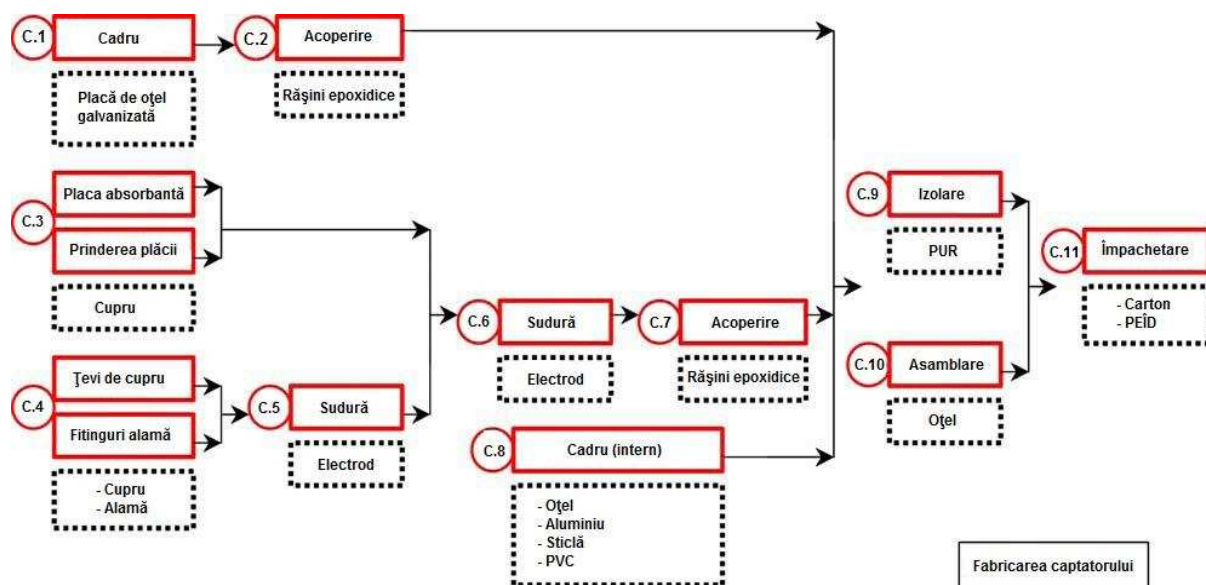 C.1
Cadru
C.2
Acoperire
Placă de oţel
galvanizată
Răşini epoxidice
C.3
Placa absorbantă
Prinderea plăcii
Cupru
C.4
Ţevi de cupru
Fitinguri alamă
- Cupru
- Alamă
C.5
Sudură
Electrod
C.6
Sudură
Electrod
C.7
Acoperire
Răşini epoxidice
C.8
Cadru (intern)
- Oţel
- Aluminiu
- Sticlă
- PVC
C.9
Izolare
PUR
C.10
Asamblare
Oţel
C.11
Împachetare
- Carton
- PEÎD
Fabricarea captatorului